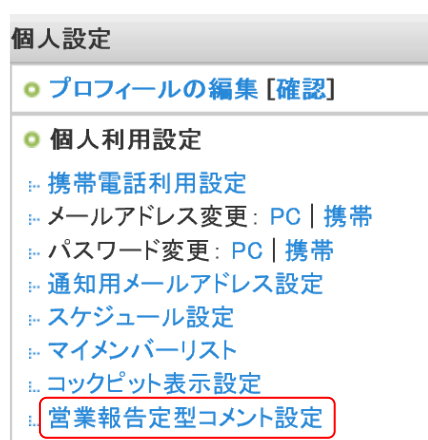 個人設定
プロフィールの編集 [確認]
個人利用設定
携帯電話利用設定
メールアドレス変更: PC | 携帯
パスワード変更: PC | 携帯
通知用メールアドレス設定
スケジュール設定
マイメンバーリスト
コックピット表示設定
営業報告定型コメント設定